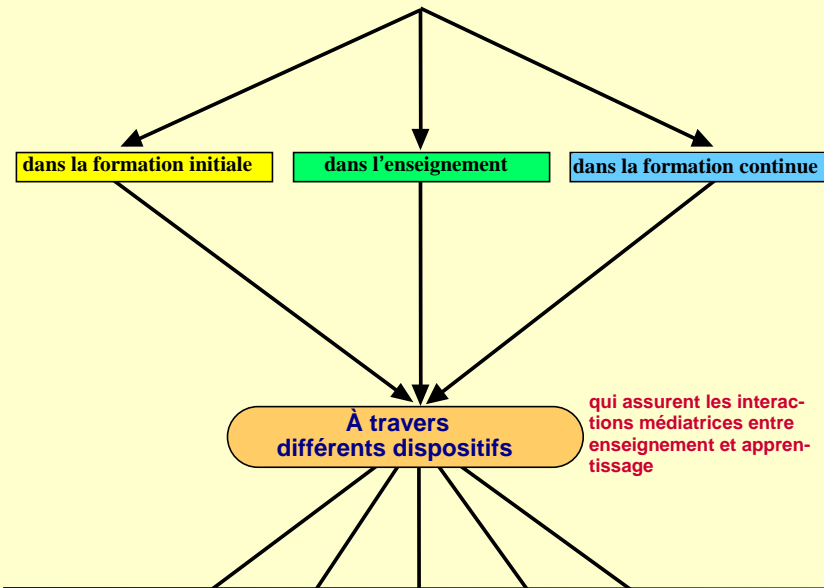 dans la formation initiale
dans l'enseignement
dans la formation continue
À travers
différents dispositifs
qui assurent les interac-
tions médiatrices entre
enseignement et appren-
tissage